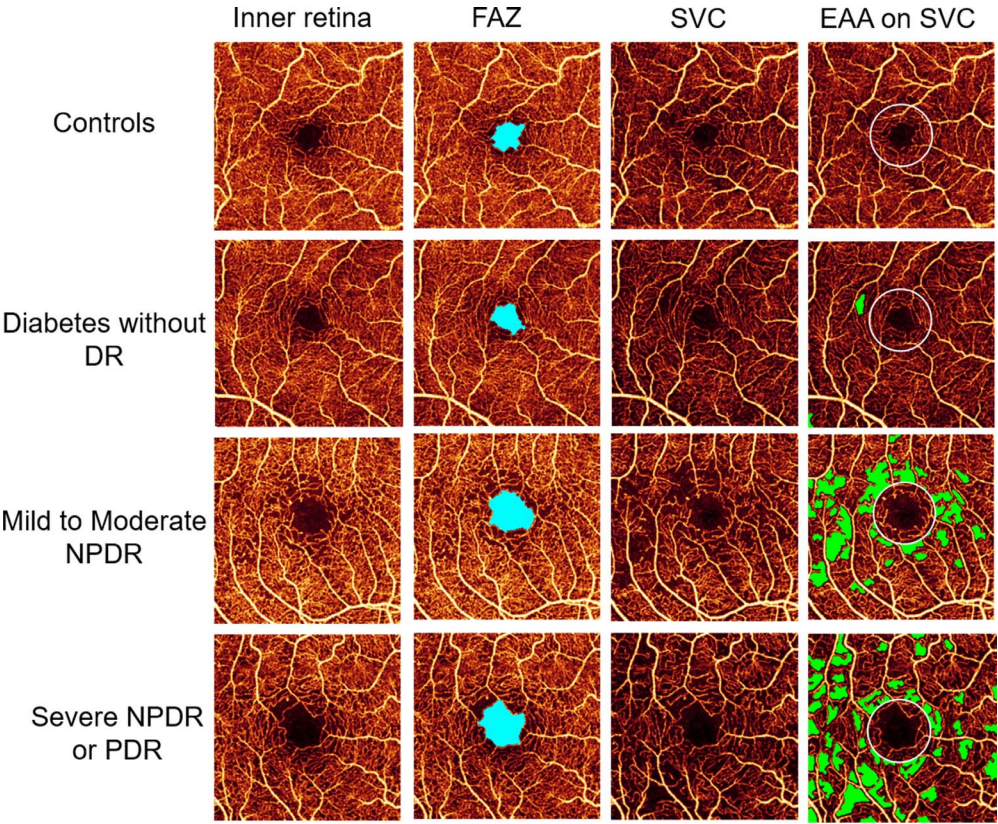 Inner retina FAZ SVC EAA on SVC
Controls
Diabetes without
DR
Mild to Moderate
NPDR
Severe NPDR
or PDR